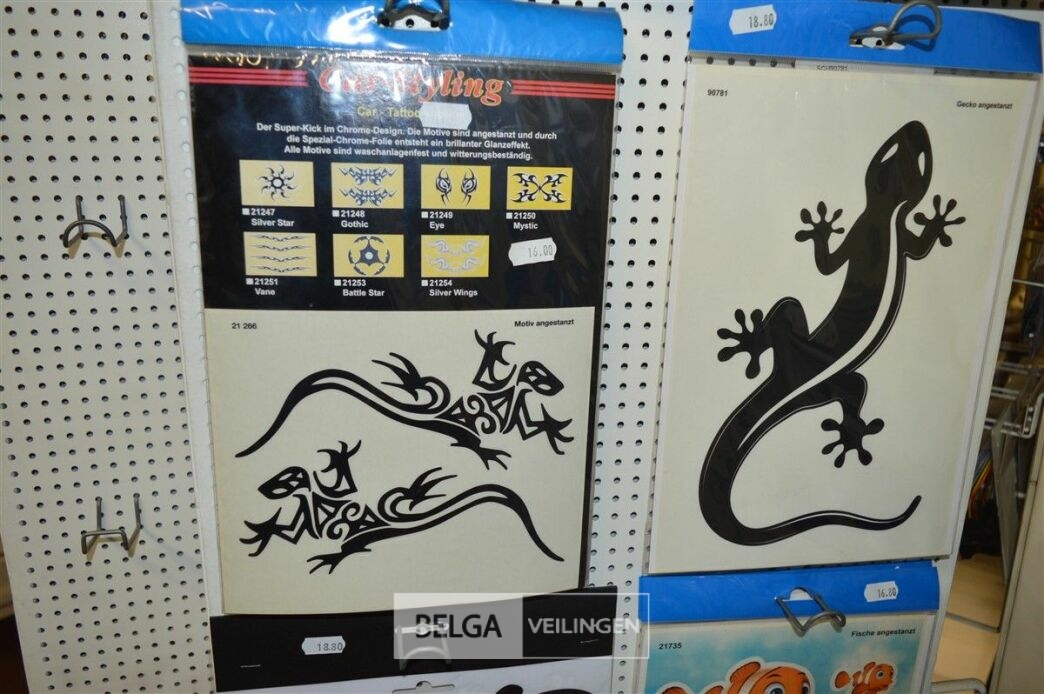 18.80
Car Styling
Car - Tattoo
Der Super-Kick im Chrome-Design. Die Motive sind angestanzt und durch
die Spezial-Chrome-Folie entsteht ein brillanter Glanzeffekt.
Alle Motive sind waschanlagenfest und witterungsbeständig.
21247
Silver Star
21248
Gothic
21249
Eye
21250
Mystic
21251
Vane
21253
Battle Star
21254
Silver Wings
16.00
21 266
Motiv angestanzt
90781
Gecko angestanzt
18.80
BELGA VEILINGEN
16.80
21735
Fische angestanzt